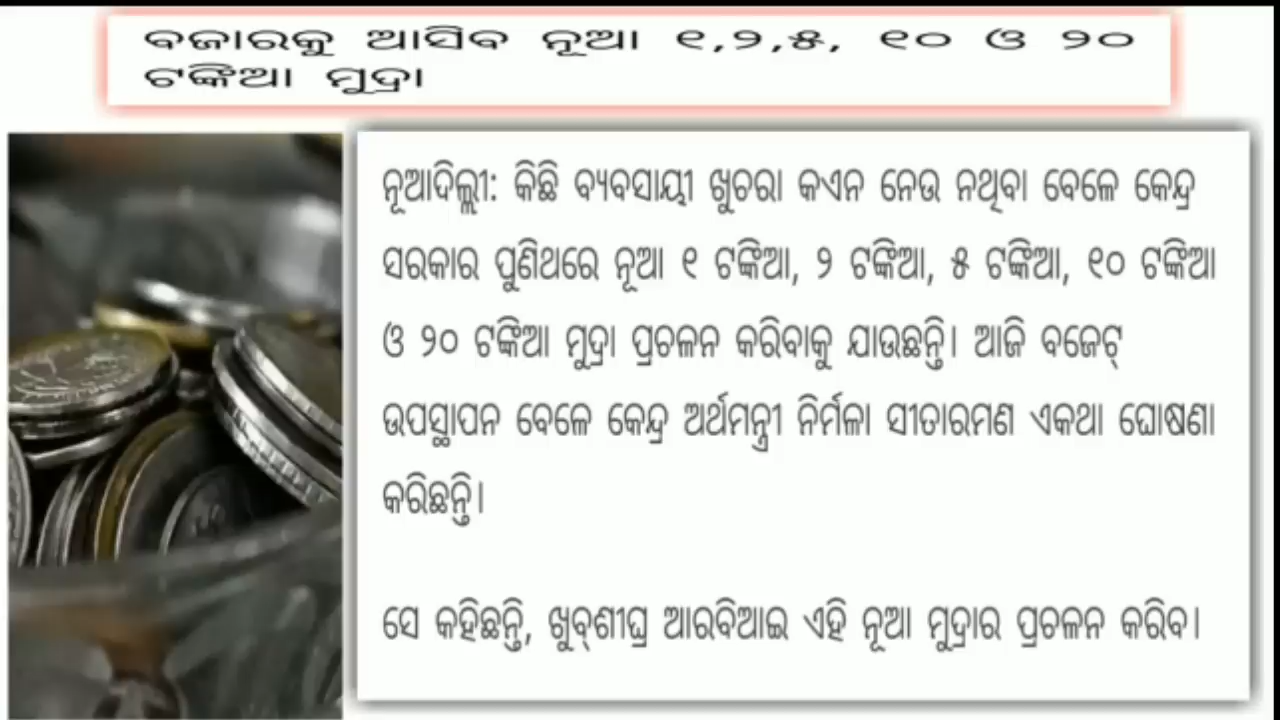 ବଜାରକୁ ଆସିବ ନୂଆ ୧,୨,୫, ୧୦ ଓ ୨୦
ଟଙ୍କିଆ ମୁଦ୍ରା
ନୂଆଦିଲ୍ଲୀ: କିଛି ବ୍ୟବସାୟୀ ଖୁଚରା କଏନ ନେଉ ନଥିବା ବେଳେ କେନ୍ଦ୍ର
ସରକାର ପୁଣିଥରେ ନୂଆ ୧ ଟଙ୍କିଆ, ୨ ଟଙ୍କିଆ, ୫ ଟଙ୍କିଆ, ୧୦ ଟଙ୍କିଆ
ଓ ୨୦ ଟଙ୍କିଆ ମୁଦ୍ରା ପ୍ରଚଳନ କରିବାକୁ ଯାଉଛନ୍ତି। ଆଜି ବଜେଟ୍
ଉପସ୍ଥାପନ ବେଳେ କେନ୍ଦ୍ର ଅର୍ଥମନ୍ତ୍ରୀ ନିର୍ମଳା ସୀତାରମଣ ଏକଥା ଘୋଷଣା
କରିଛନ୍ତି।
ସେ କହିଛନ୍ତି, ଖୁବ୍‌ଶୀଘ୍ର ଆରବିଆଇ ଏହି ନୂଆ ମୁଦ୍ରାର ପ୍ରଚଳନ କରିବ।